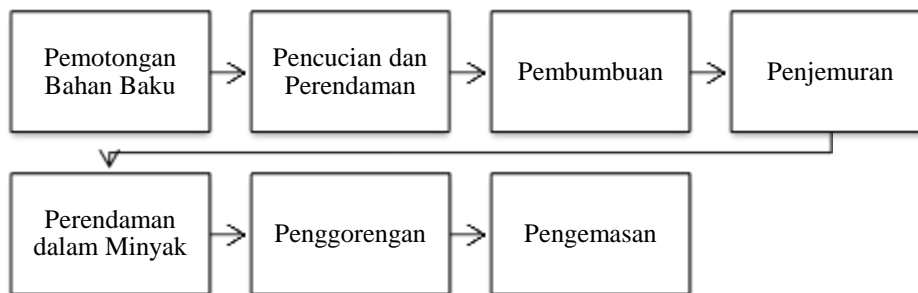 Pemotongan
Bahan Baku
Pencucian dan
Perendaman
Pembumbuan
Penjemuran
Perendaman
dalam Minyak
Penggorengan
Pengemasan